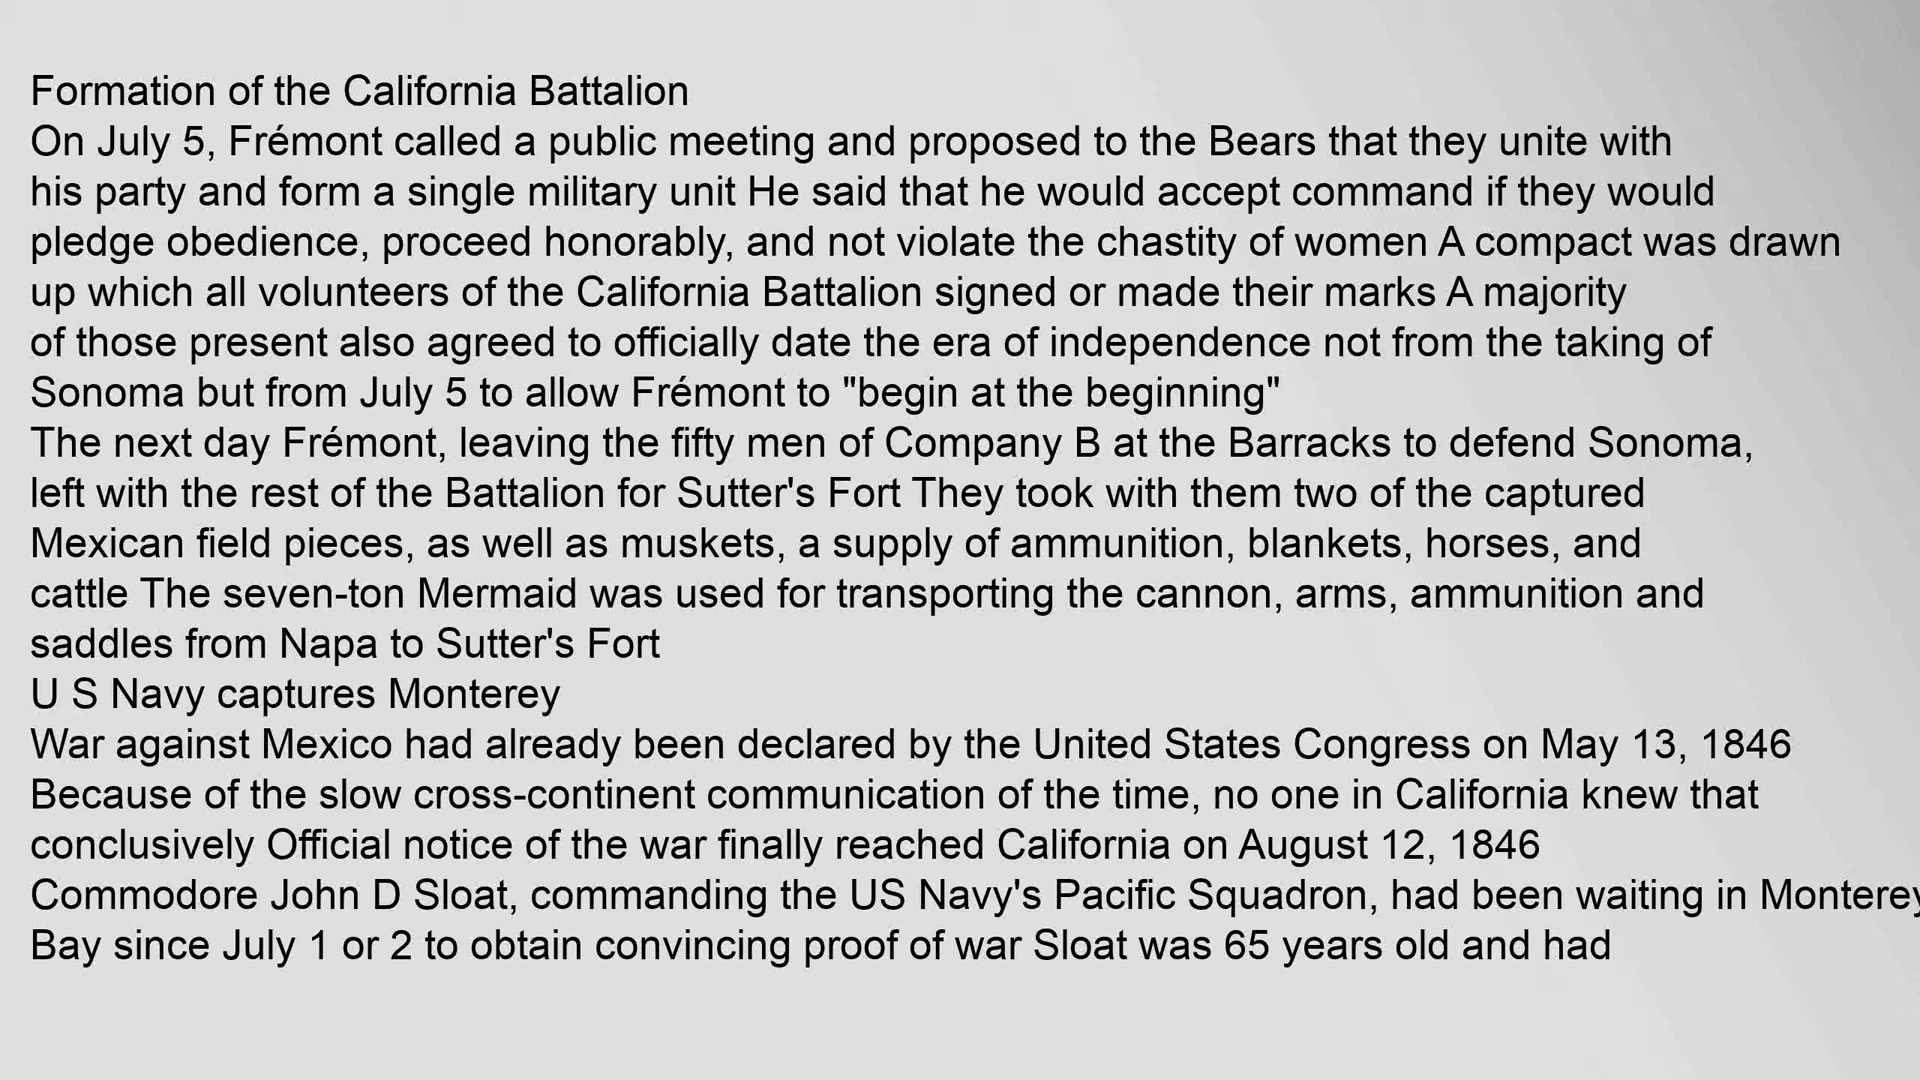 Formation of the California Battalion
On July 5, Frémont called a public meeting and proposed to the Bears that they unite with
his party and form a single military unit He said that he would accept command if they would
pledge obedience, proceed honorably, and not violate the chastity of women A compact was drawn
up which all volunteers of the California Battalion signed or made their marks A majority
of those present also agreed to officially date the era of independence not from the taking of
Sonoma but from July 5 to allow Frémont to "begin at the beginning"
The next day Frémont, leaving the fifty men of Company B at the Barracks to defend Sonoma,
left with the rest of the Battalion for Sutter's Fort They took with them two of the captured
Mexican field pieces, as well as muskets, a supply of ammunition, blankets, horses, and
cattle The seven-ton Mermaid was used for transporting the cannon, arms, ammunition and
saddles from Napa to Sutter's Fort
U S Navy captures Monterey
War against Mexico had already been declared by the United States Congress on May 13, 1846
Because of the slow cross-continent communication of the time, no one in California knew that
conclusively Official notice of the war finally reached California on August 12, 1846
Commodore John D Sloat, commanding the US Navy's Pacific Squadron, had been waiting in Monterey
Bay since July 1 or 2 to obtain convincing proof of war Sloat was 65 years old and had